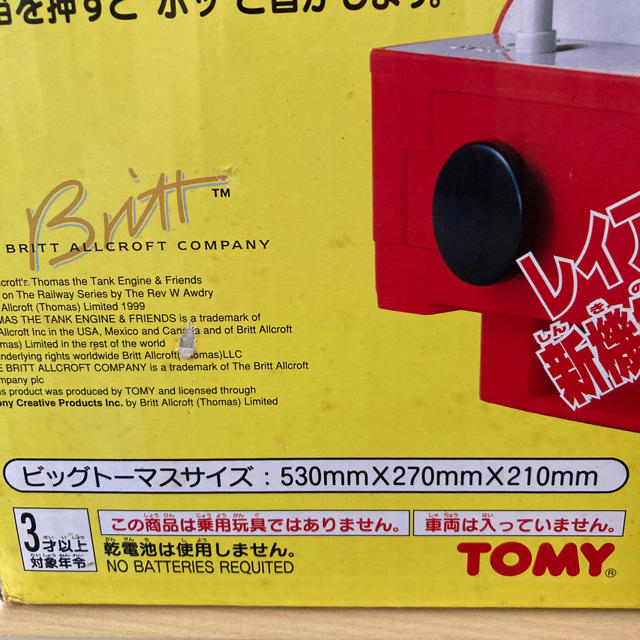 を押すと"ポッ"と音がします。
Britt TM
BRITT ALLCROFT COMPANY
croft's Thomas the Tank Engine & Friends
on The Railway Series by The Rev W Awdry
Allcroft (Thomas) Limited 1999
MAS THE TANK ENGINE & FRIENDS is a trademark of
Allcroft Inc in the USA, Mexico and Canada and of Britt Allcroft
mas) Limited in the rest of the world
nderlying rights worldwide Britt Allcroft(Thomas)LLC
E BRITT ALLCROFT COMPANY is a trademark of The Britt Allcroft
mpany plc
s product was produced by TOMY and licensed through
ny Creative Products Inc. by Britt Allcroft (Thomas) Limited
レイア
しんき
新機
ビッグトーマスサイズ：530mmX270mmX210mm
3才以上
対象年令
この商品は乗用玩具ではありません。
車両は入っていません。
乾電池は使用しません。
NO BATTERIES REQUITED
TOMY®